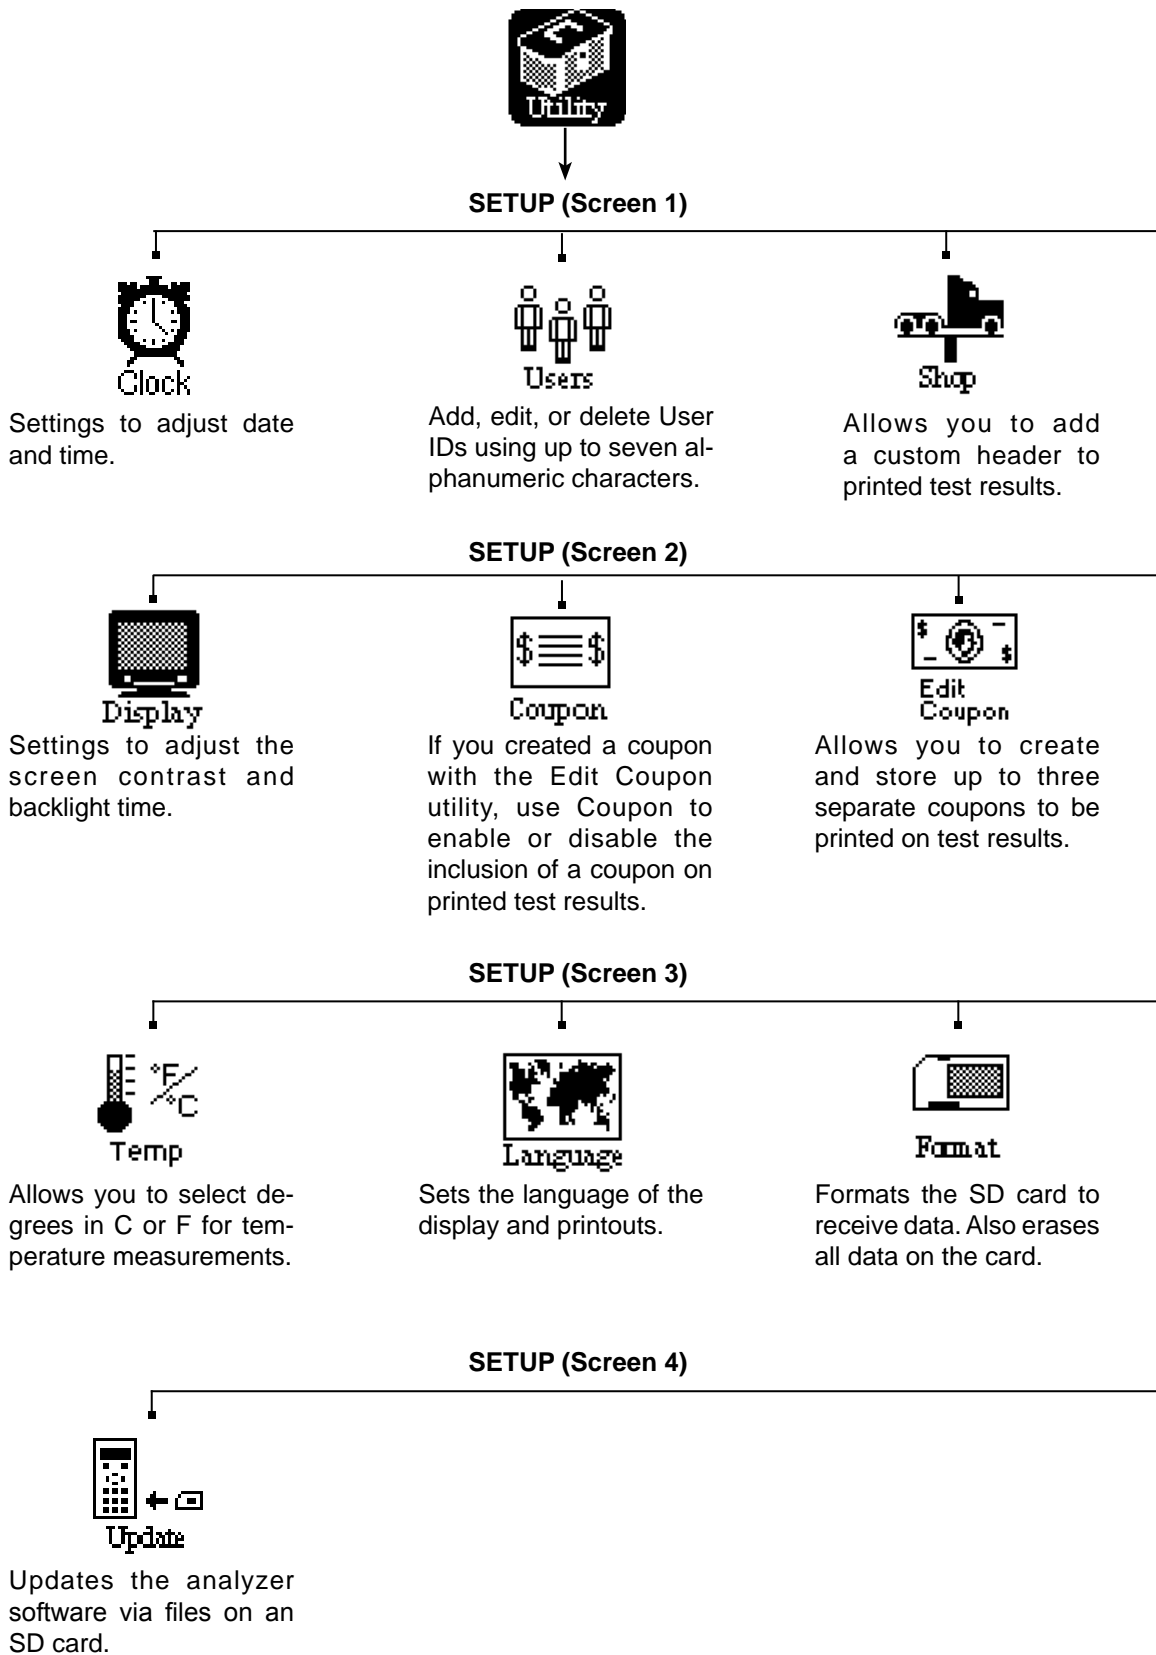 Utility
SETUP (Screen 1)
Clock
Settings to adjust date
and time.
Users
Add, edit, or delete User
IDs using up to seven al-
phanumeric characters.
Shop
Allows you to add
a custom header to
printed test results.
SETUP (Screen 2)
Display
Settings to adjust the
screen contrast and
backlight time.
$ $
Coupon
If you created a coupon
with the Edit Coupon
utility, use Coupon to
enable or disable the
inclusion of a coupon on
printed test results.
$ $
Edit
Coupon
Allows you to create
and store up to three
separate coupons to be
printed on test results.
SETUP (Screen 3)
°F/°C
Temp
Allows you to select de-
grees in C or F for tem-
perature measurements.
Language
Sets the language of the
display and printouts.
Format
Formats the SD card to
receive data. Also erases
all data on the card.
SETUP (Screen 4)
Update
Updates the analyzer
software via files on an
SD card.